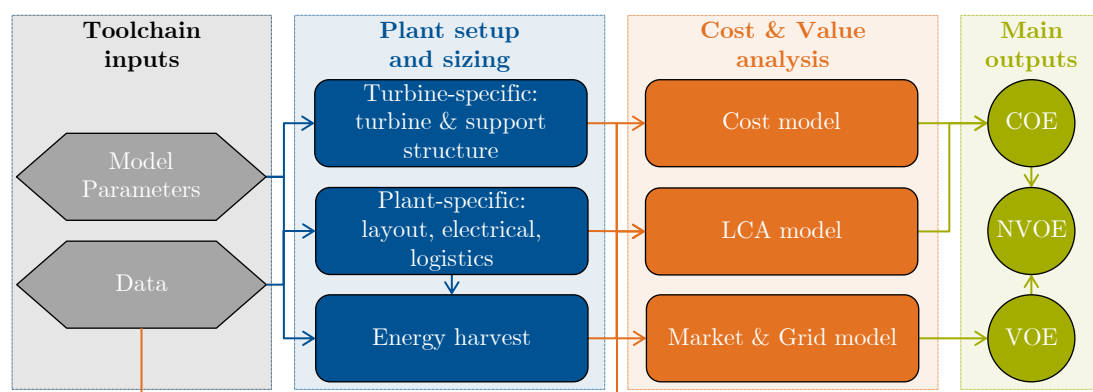 Toolchain
inputs
Model
Parameters
Data
Plant setup
and sizing
Turbine-specific:
turbine & support
structure
Plant-specific:
layout, electrical,
logistics
Energy harvest
Cost & Value
analysis
Cost model
LCA model
Market & Grid model
Main
outputs
COE
NVOE
VOE